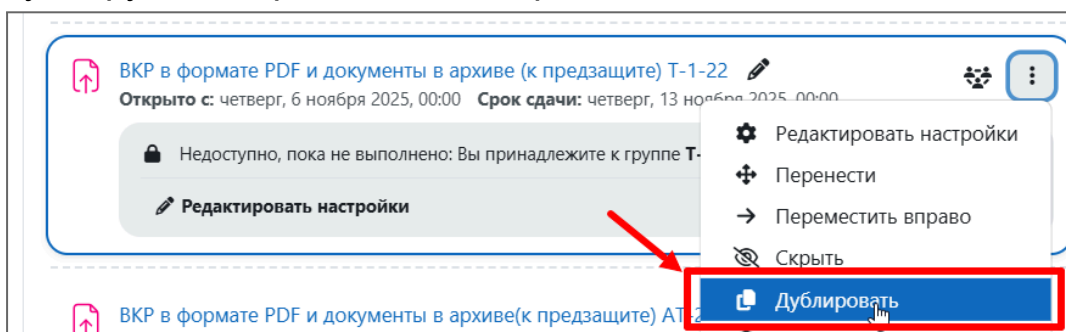 ВКР в формате PDF и документы в архиве (к предзащите) Т-1-22
Открыто с: четверг, 6 ноября 2025, 00:00 Срок сдачи: четверг, 13 ноября 2025, 00:00
Недоступно, пока не выполнено: Вы принадлежите к группе Т-
Редактировать настройки
Редактировать настройки
Перенести
Переместить вправо
Скрыть
Дублировать
ВКР в формате PDF и документы в архиве(к предзащите) АТ-2